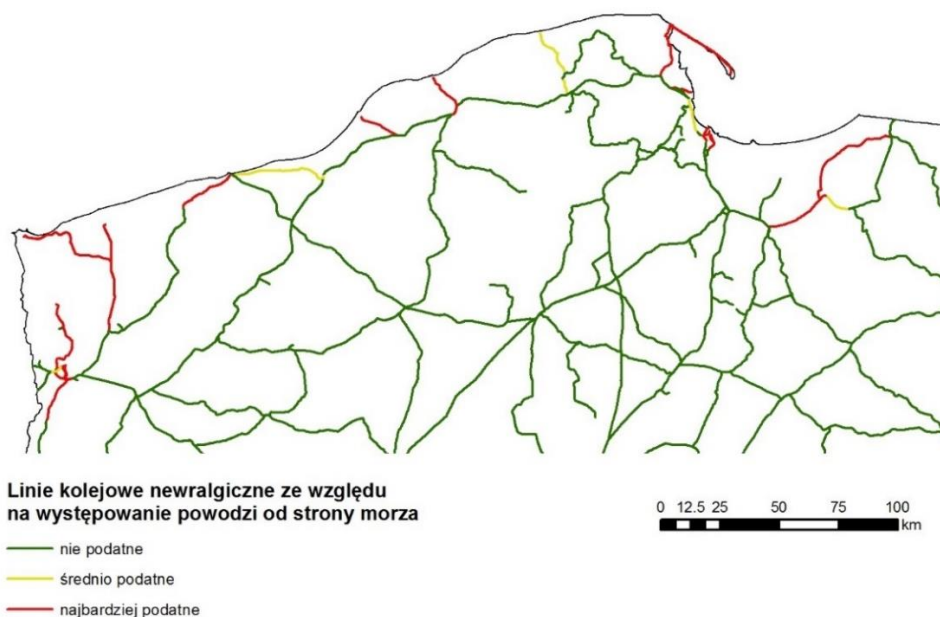 Linie kolejowe newralgiczne ze względu
na występowanie powodzi od strony morza
nie podatne
średnio podatne
najbardziej podatne
0 12.5 25 50 75 100
km